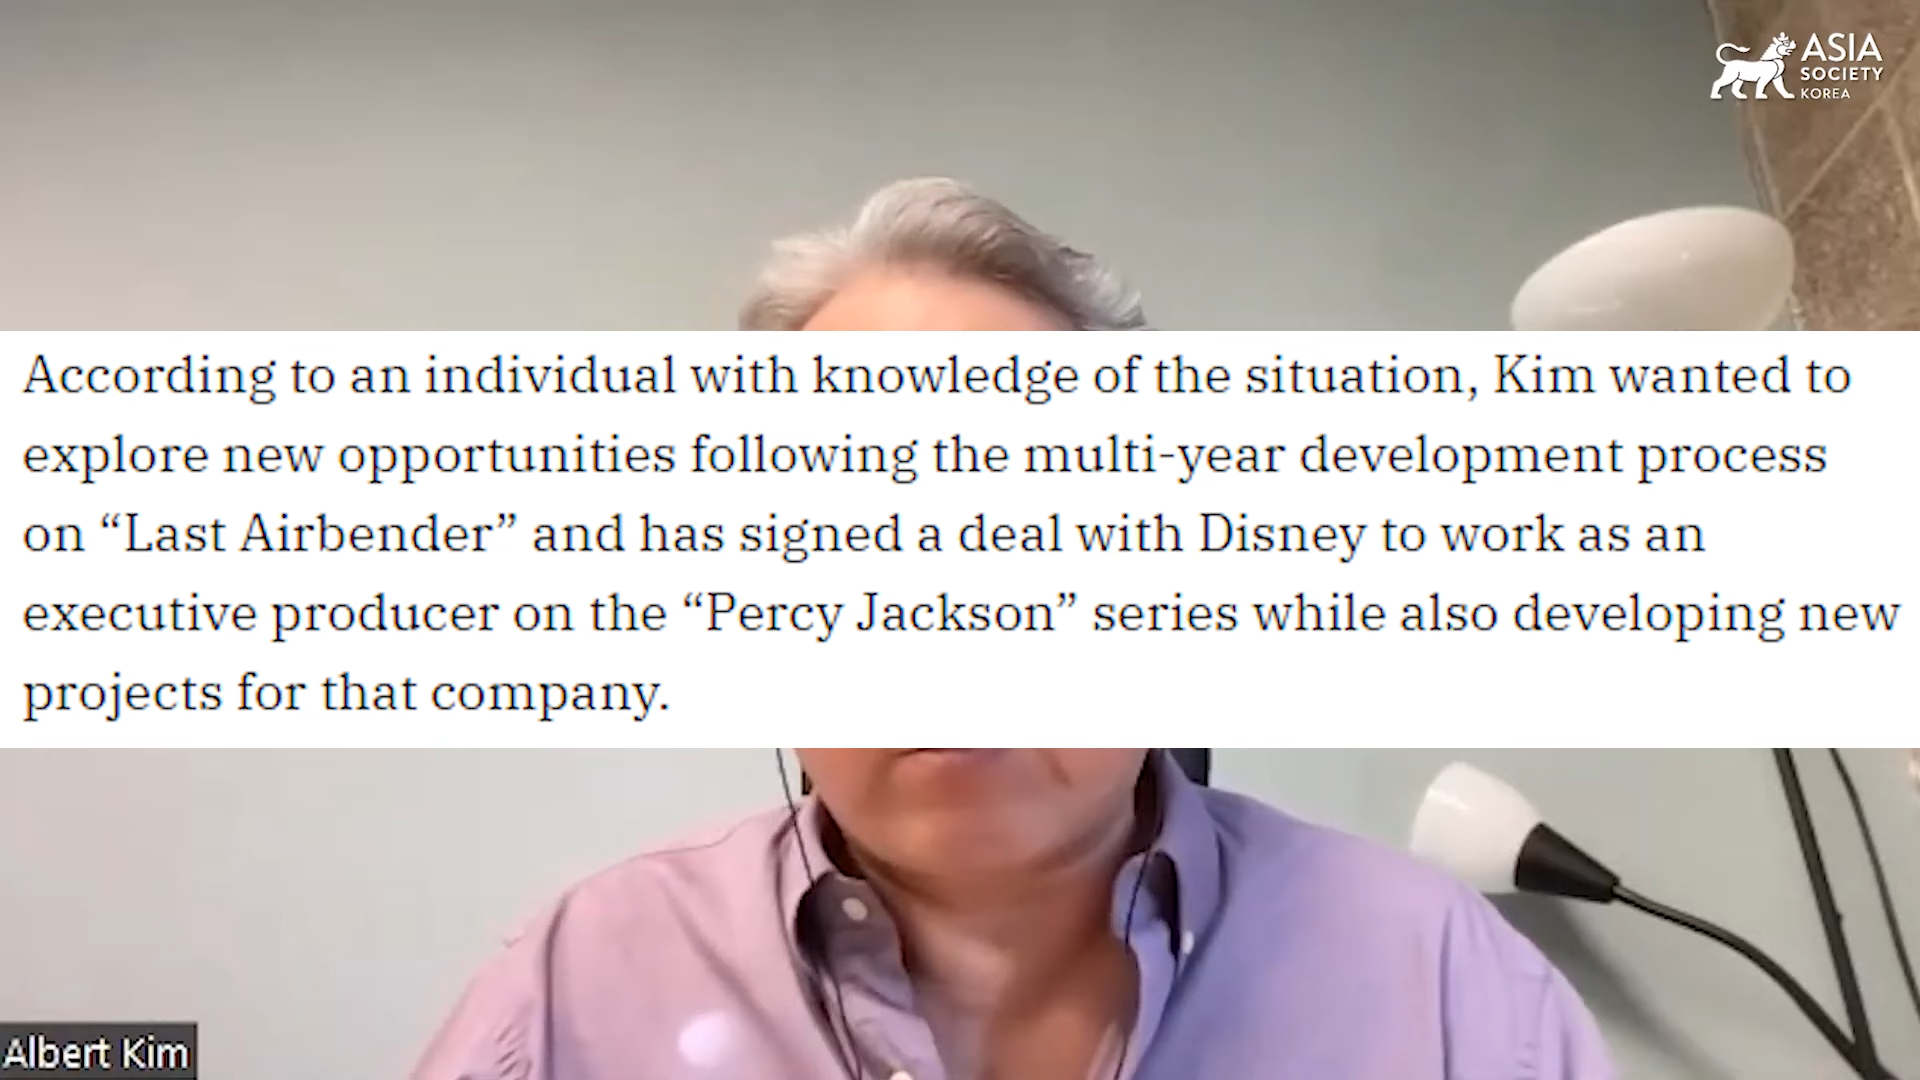 ASIA
SOCIETY
KOREA
According to an individual with knowledge of the situation, Kim wanted to
explore new opportunities following the multi-year development process
on “Last Airbender” and has signed a deal with Disney to work as an
executive producer on the “Percy Jackson” series while also developing new
projects for that company.
Albert Kim